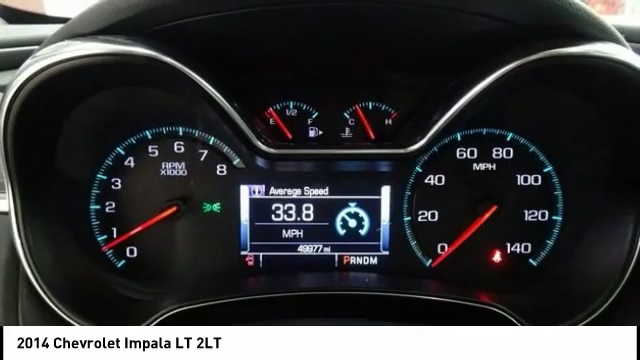 E 1/2 F
C H
RPM X1000
0 1 2 3 4 5 6 7 8
Average Speed
33.8
MPH
49977 mi
PRNDM
MPH
0 20 40 60 80 100 120 140
2014 Chevrolet Impala LT 2LT